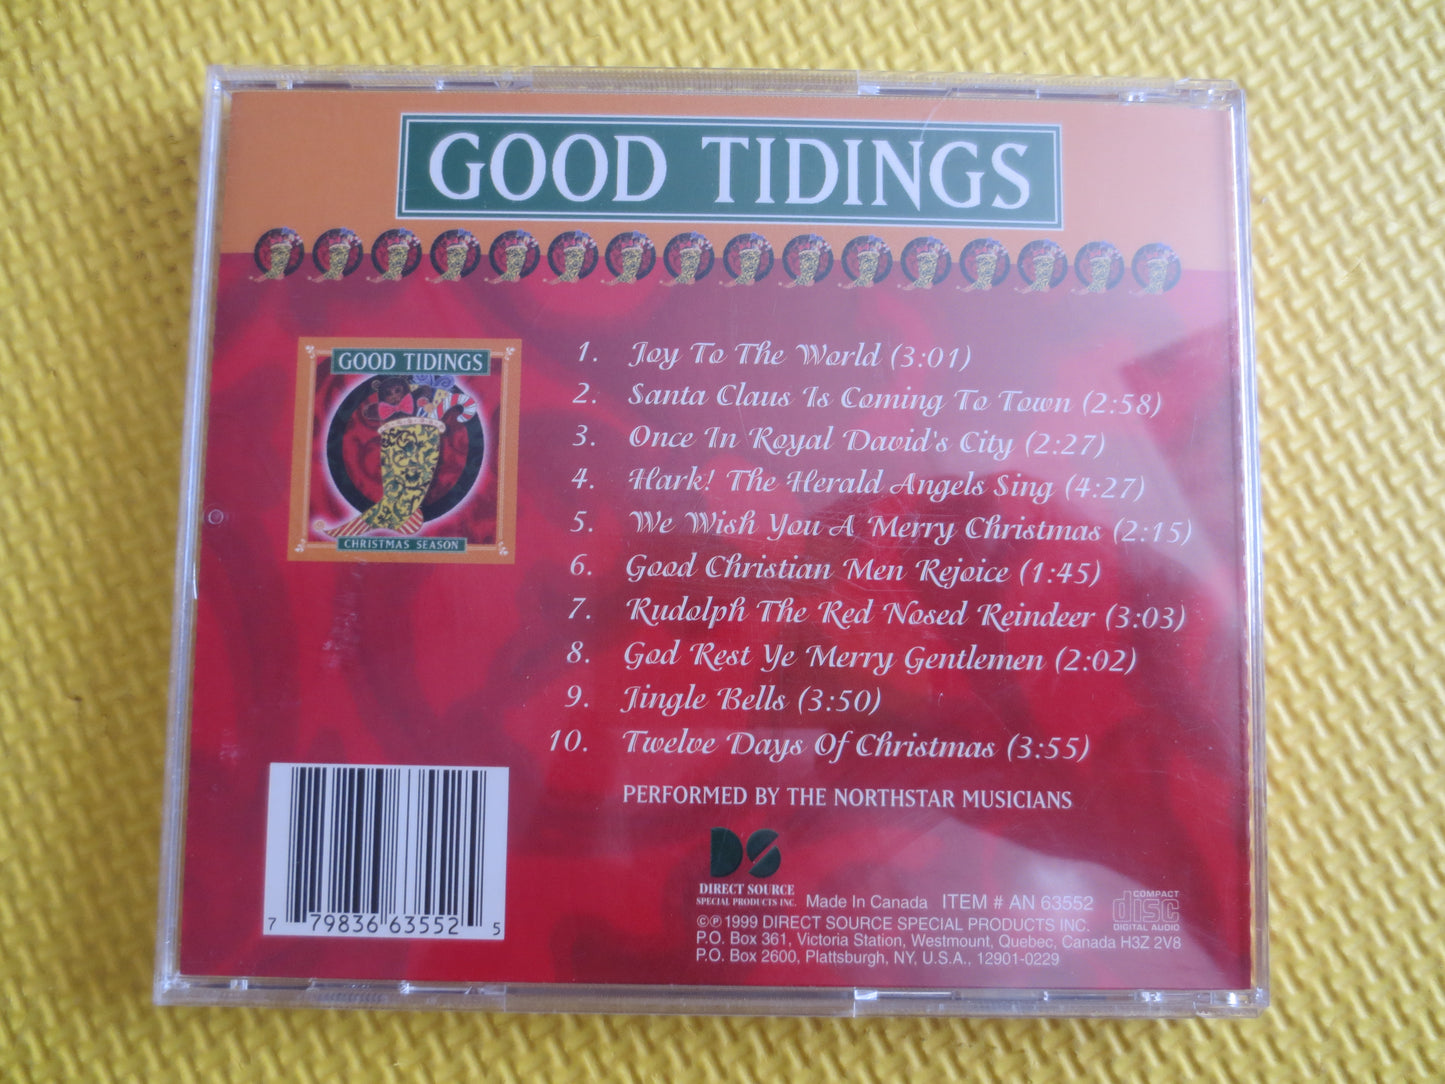 GOOD TIDINGS
GOOD TIDINGS
CHRISTMAS SEASON
1. Joy To The World (3:01)
2. Santa Claus Is Coming To Town (2:58)
3. Once In Royal David's City (2:27)
4. Hark! The Herald Angels Sing (4:27)
5. We Wish You A Merry Christmas (2:15)
6. Good Christian Men Rejoice (1:45)
7. Rudolph The Red Nosed Reindeer (3:03)
8. God Rest Ye Merry Gentlemen (2:02)
9. Jingle Bells (3:50)
10. Twelve Days Of Christmas (3:55)
PERFORMED BY THE NORTHSTAR MUSICIANS
7 79836 63552 5
DS
DIRECT SOURCE
SPECIAL PRODUCTS INC. Made In Canada ITEM # AN 63552
COMPACT
disc
DIGITAL AUDIO
©℗ 1999 DIRECT SOURCE SPECIAL PRODUCTS INC.
P.O. Box 361, Victoria Station, Westmount, Quebec, Canada H3Z 2V8
P.O. Box 2600, Plattsburgh, NY, U.S.A., 12901-0229